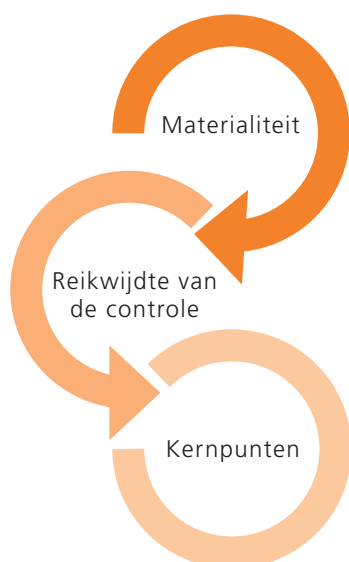 Materialiteit
Reikwijdte van
de controle
Kernpunten